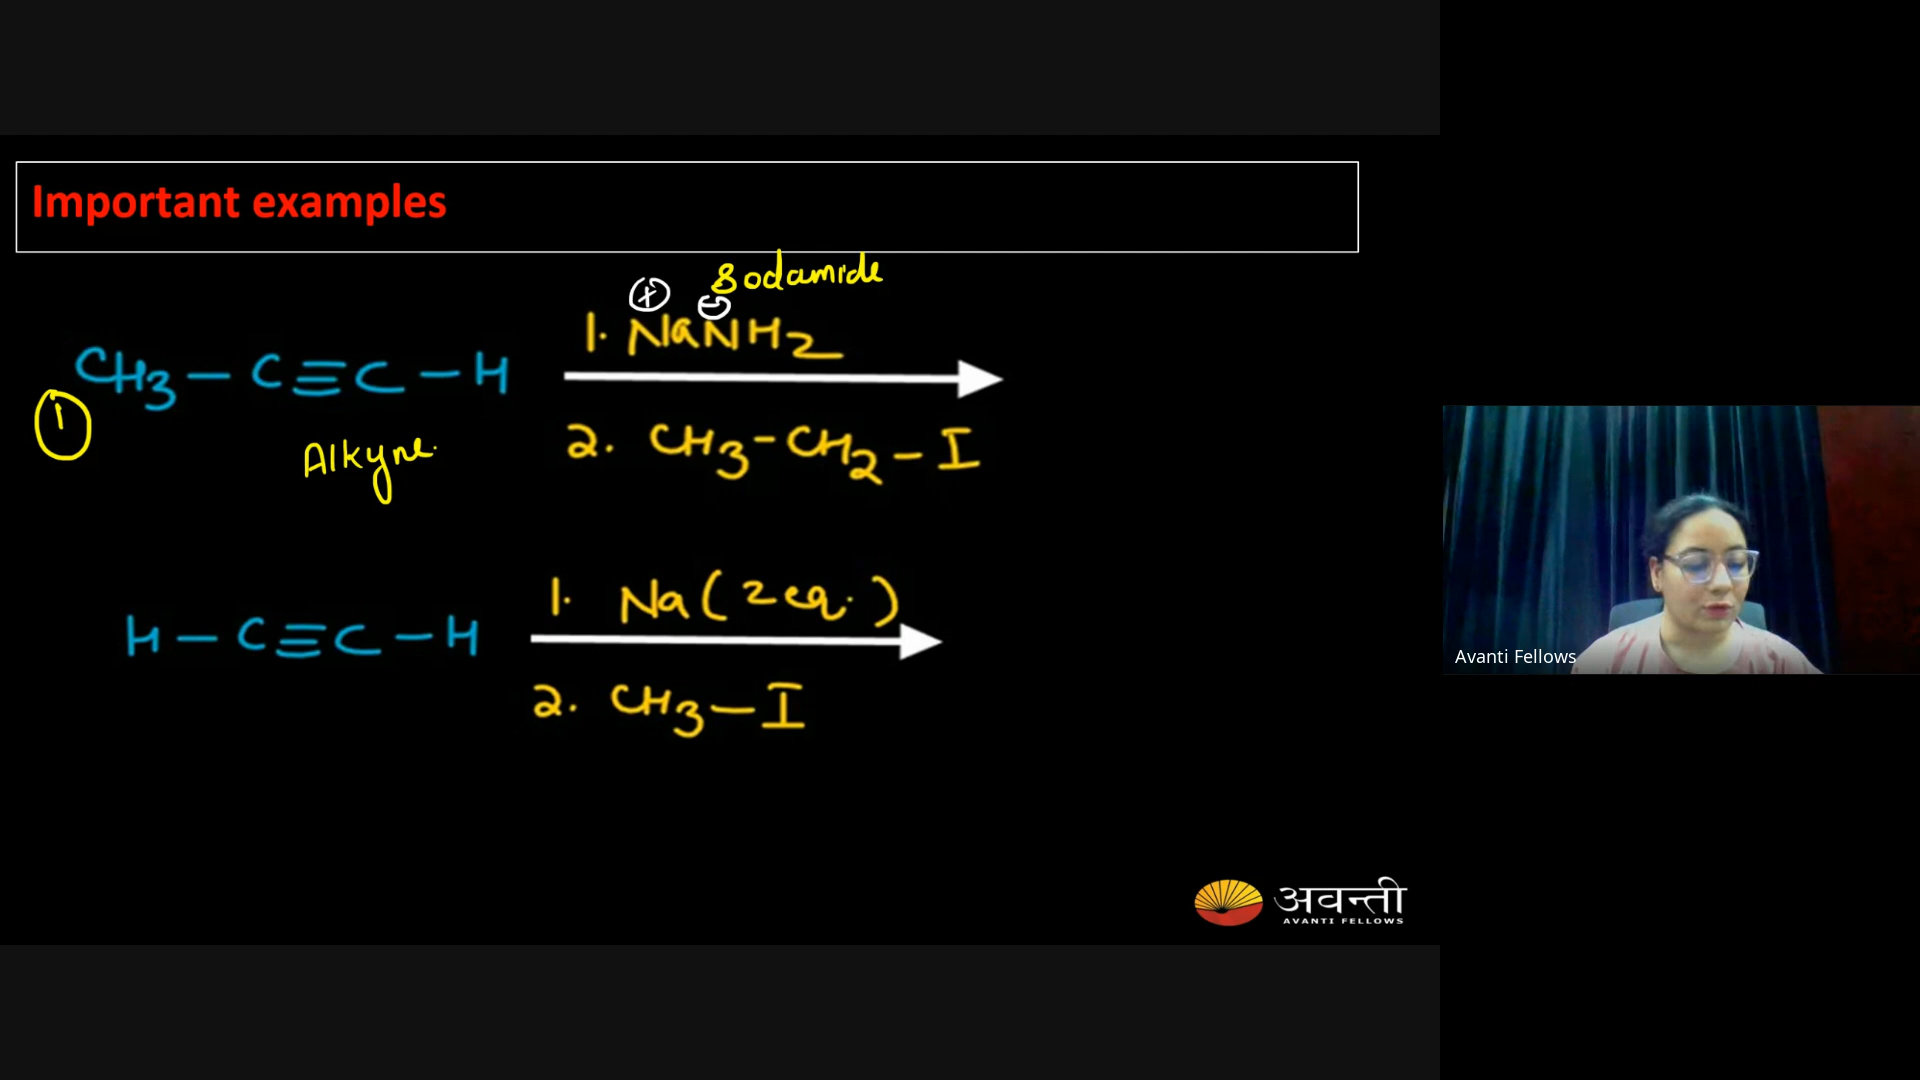 Important examples
Sodamide
⊕ ⊖
1. NaNH2
CH3 – C ≡ C – H
①
2. CH3 – CH2 – I
Alkyne.
1. Na (2eq.)
H – C ≡ C – H
2. CH3 – I
Avanti Fellows
अवन्ती
AVANTI FELLOWS